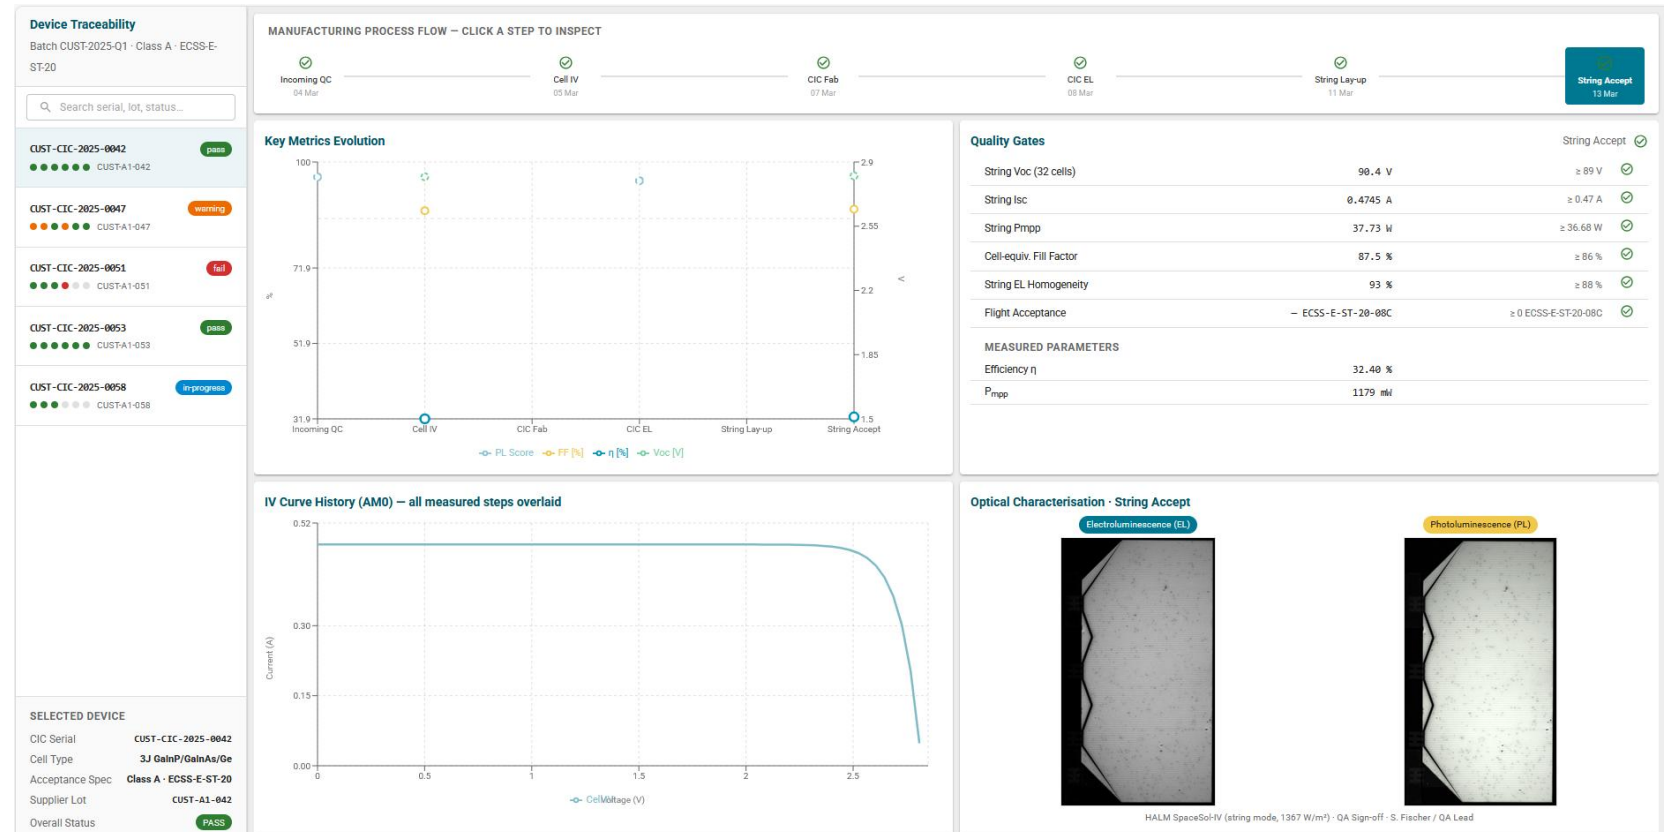 Device Traceability
Batch CUST-2025-Q1 · Class A · ECSS-E-
ST-20
Search serial, lot, status...
CUST-CIC-2025-0042
pass
CUST-A1-042
CUST-CIC-2025-0047
warning
CUST-A1-047
CUST-CIC-2025-0051
fail
CUST-A1-051
CUST-CIC-2025-0053
pass
CUST-A1-053
CUST-CIC-2025-0058
in-progress
CUST-A1-058
SELECTED DEVICE
CIC Serial CUST-CIC-2025-0042
Cell Type 3J GaInP/GaInAs/Ge
Acceptance Spec Class A · ECSS-E-ST-20
Supplier Lot CUST-A1-042
Overall Status PASS
MANUFACTURING PROCESS FLOW — CLICK A STEP TO INSPECT
Incoming QC
04 Mar
Cell IV
05 Mar
CIC Fab
07 Mar
CIC EL
08 Mar
String Lay-up
11 Mar
String Accept
13 Mar
Key Metrics Evolution
100
71.9
51.9
31.9
%
2.9
2.55
2.2
1.85
1.5
V
Incoming QC Cell IV CIC Fab CIC EL String Lay-up String Accept
PL Score FF [%] η [%] Voc [V]
Quality Gates
String Accept
String Voc (32 cells) 90.4 V ≥ 89 V
String Isc 0.4745 A ≥ 0.47 A
String Pmpp 37.73 W ≥ 36.68 W
Cell-equiv. Fill Factor 87.5 % ≥ 86 %
String EL Homogeneity 93 % ≥ 88 %
Flight Acceptance — ECSS-E-ST-20-08C ≥ 0 ECSS-E-ST-20-08C
MEASURED PARAMETERS
Efficiency η 32.40 %
Pmpp 1179 mW
IV Curve History (AM0) — all measured steps overlaid
0.52
0.30
0.15
0.00
Current (A)
0 0.5 1 1.5 2 2.5
Cell IV
Voltage (V)
Optical Characterisation · String Accept
Electroluminescence (EL)
Photoluminescence (PL)
HALM SpaceSol-IV (string mode, 1367 W/m²) · QA Sign-off · S. Fischer / QA Lead